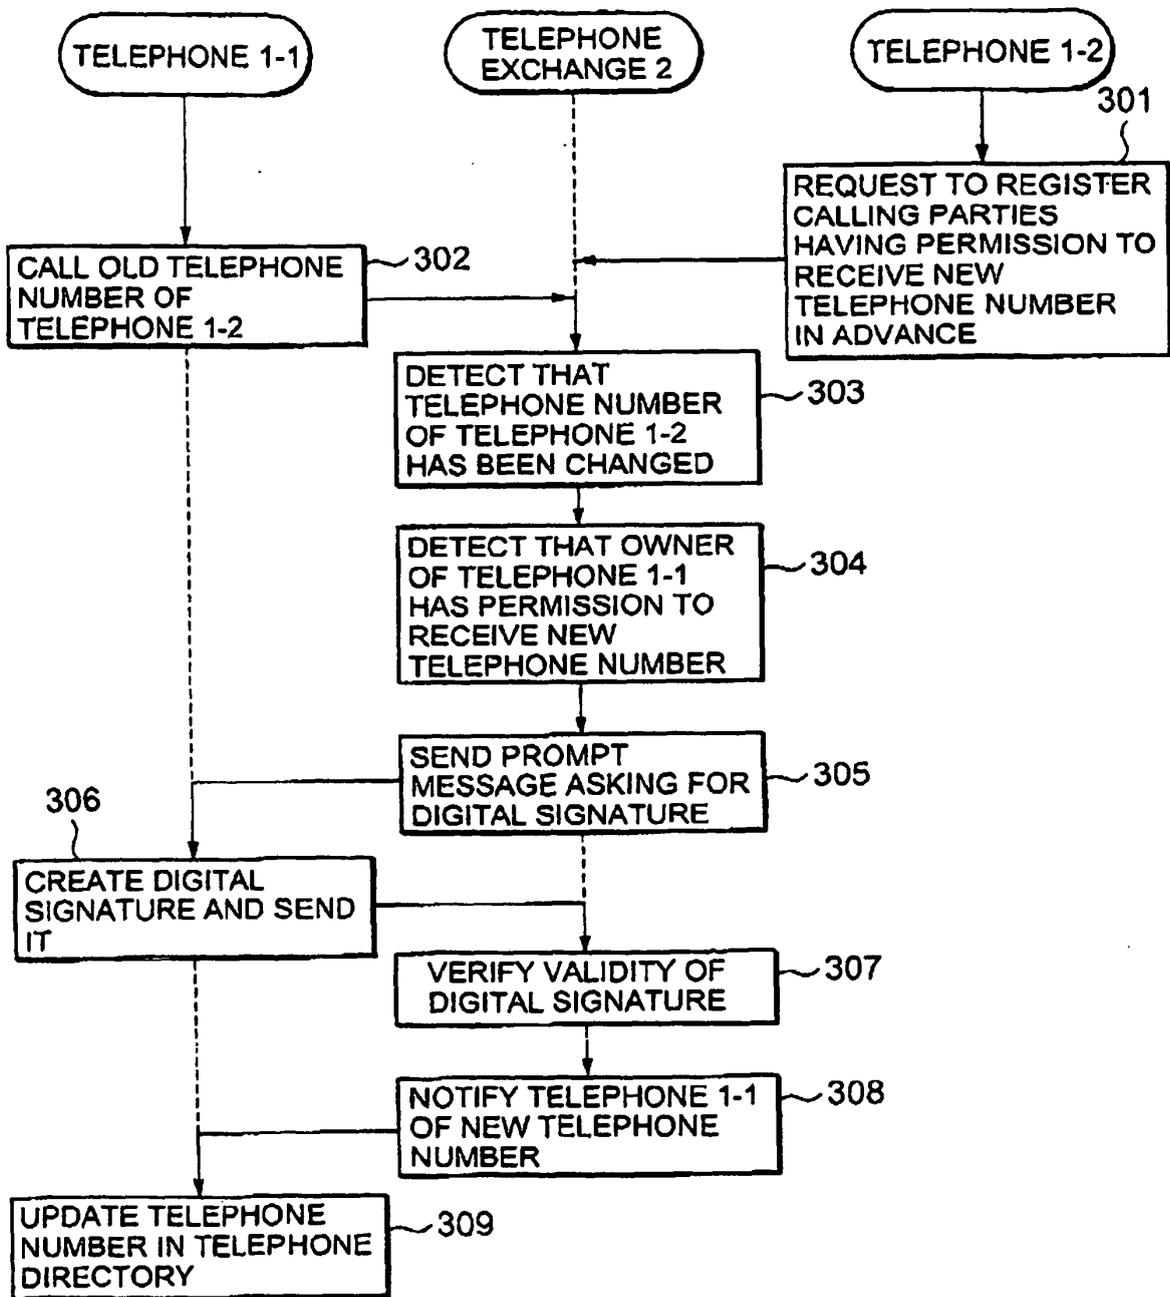 TELEPHONE 1-1
TELEPHONE
EXCHANGE 2
TELEPHONE 1-2
301
REQUEST TO REGISTER
CALLING PARTIES
HAVING PERMISSION TO
RECEIVE NEW
TELEPHONE NUMBER
IN ADVANCE
CALL OLD TELEPHONE
NUMBER OF
TELEPHONE 1-2
302
DETECT THAT
TELEPHONE NUMBER
OF TELEPHONE 1-2
HAS BEEN CHANGED
303
DETECT THAT OWNER
OF TELEPHONE 1-1
HAS PERMISSION TO
RECEIVE NEW
TELEPHONE NUMBER
304
SEND PROMPT
MESSAGE ASKING FOR
DIGITAL SIGNATURE
305
306
CREATE DIGITAL
SIGNATURE AND SEND
IT
VERIFY VALIDITY OF
DIGITAL SIGNATURE
307
NOTIFY TELEPHONE 1-1
OF NEW TELEPHONE
NUMBER
308
UPDATE TELEPHONE
NUMBER IN TELEPHONE
DIRECTORY
309